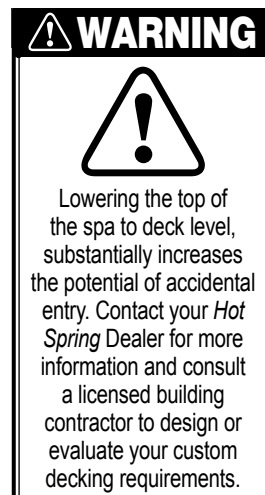 WARNING
Lowering the top of
the spa to deck level,
substantially increases
the potential of accidental
entry. Contact your Hot
Spring Dealer for more
information and consult
a licensed building
contractor to design or
evaluate your custom
decking requirements.